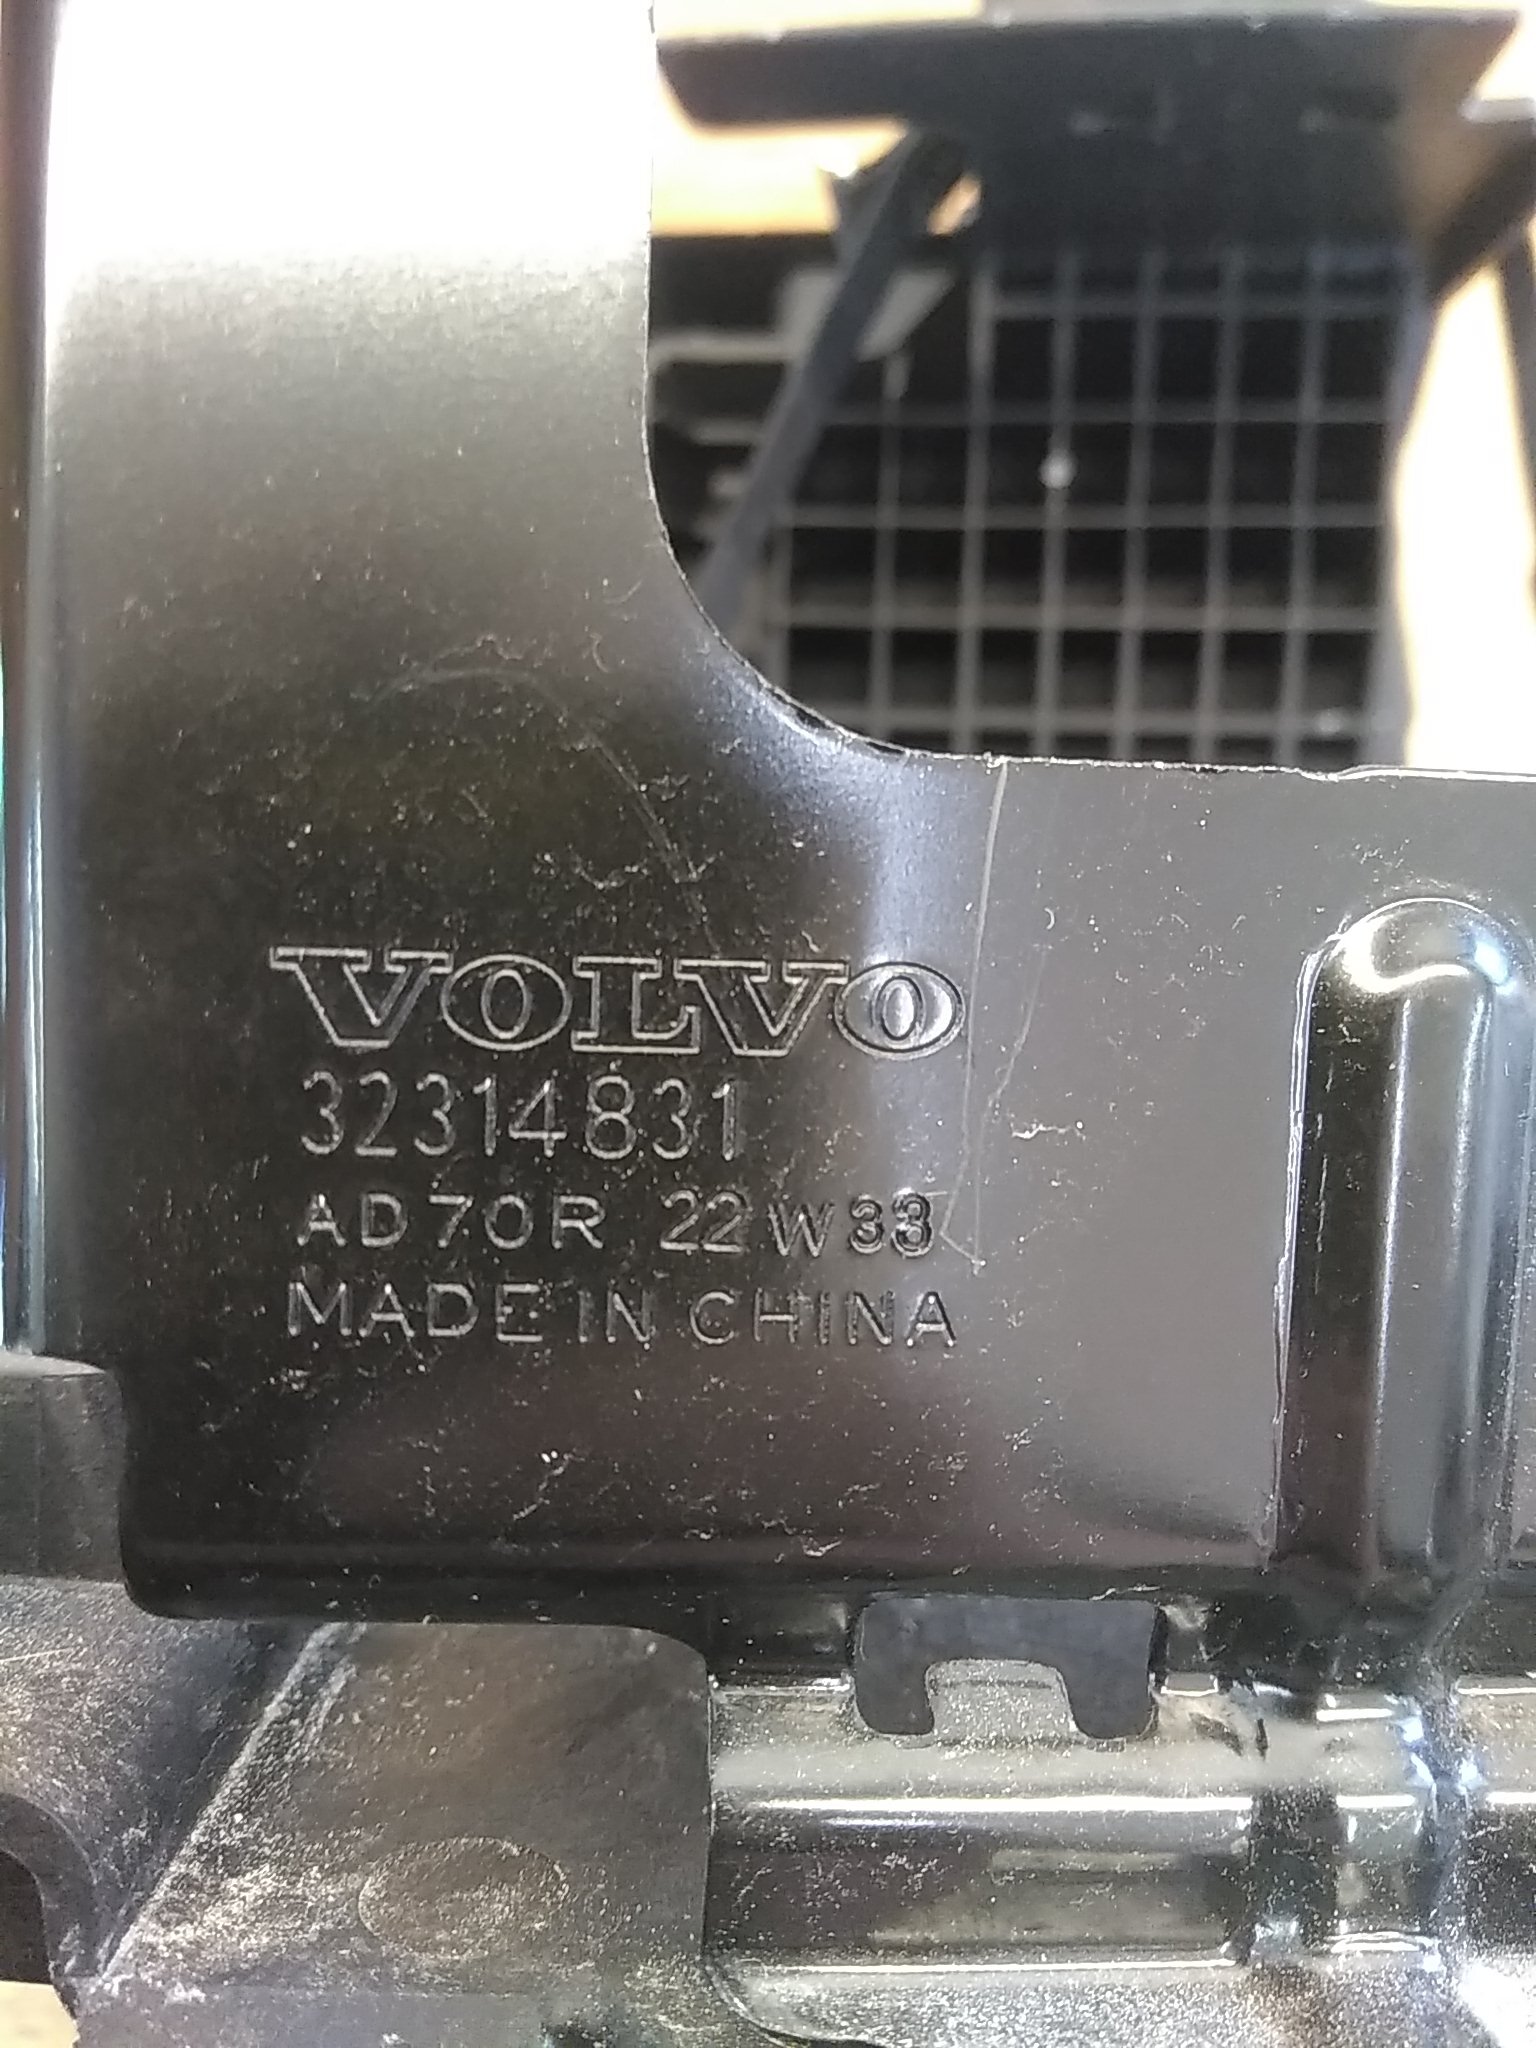 VOLVO
32314831
AD70R 22W33
MADE IN CHINA